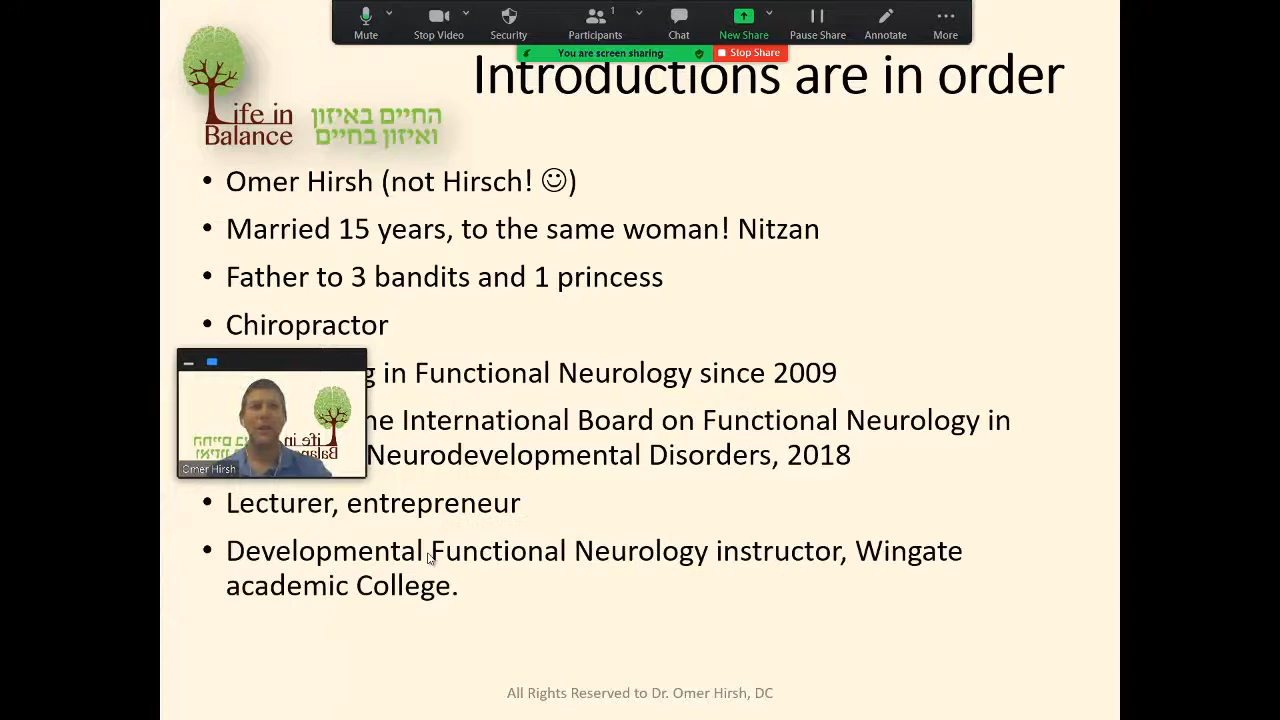 Mute
Stop Video
Security
1
Participants
Chat
New Share
Pause Share
Annotate
More
You are screen sharing
Stop Share
Introductions are in order
Life in
Balance
החיים באיזון
ואיזון בחיים
• Omer Hirsh (not Hirsch! ☺)
• Married 15 years, to the same woman! Nitzan
• Father to 3 bandits and 1 princess
• Chiropractor
in Functional Neurology since 2009
International Board on Functional Neurology in
Neurodevelopmental Disorders, 2018
Omer Hirsh
• Lecturer, entrepreneur
• Developmental Functional Neurology instructor, Wingate
academic College.
All Rights Reserved to Dr. Omer Hirsh, DC